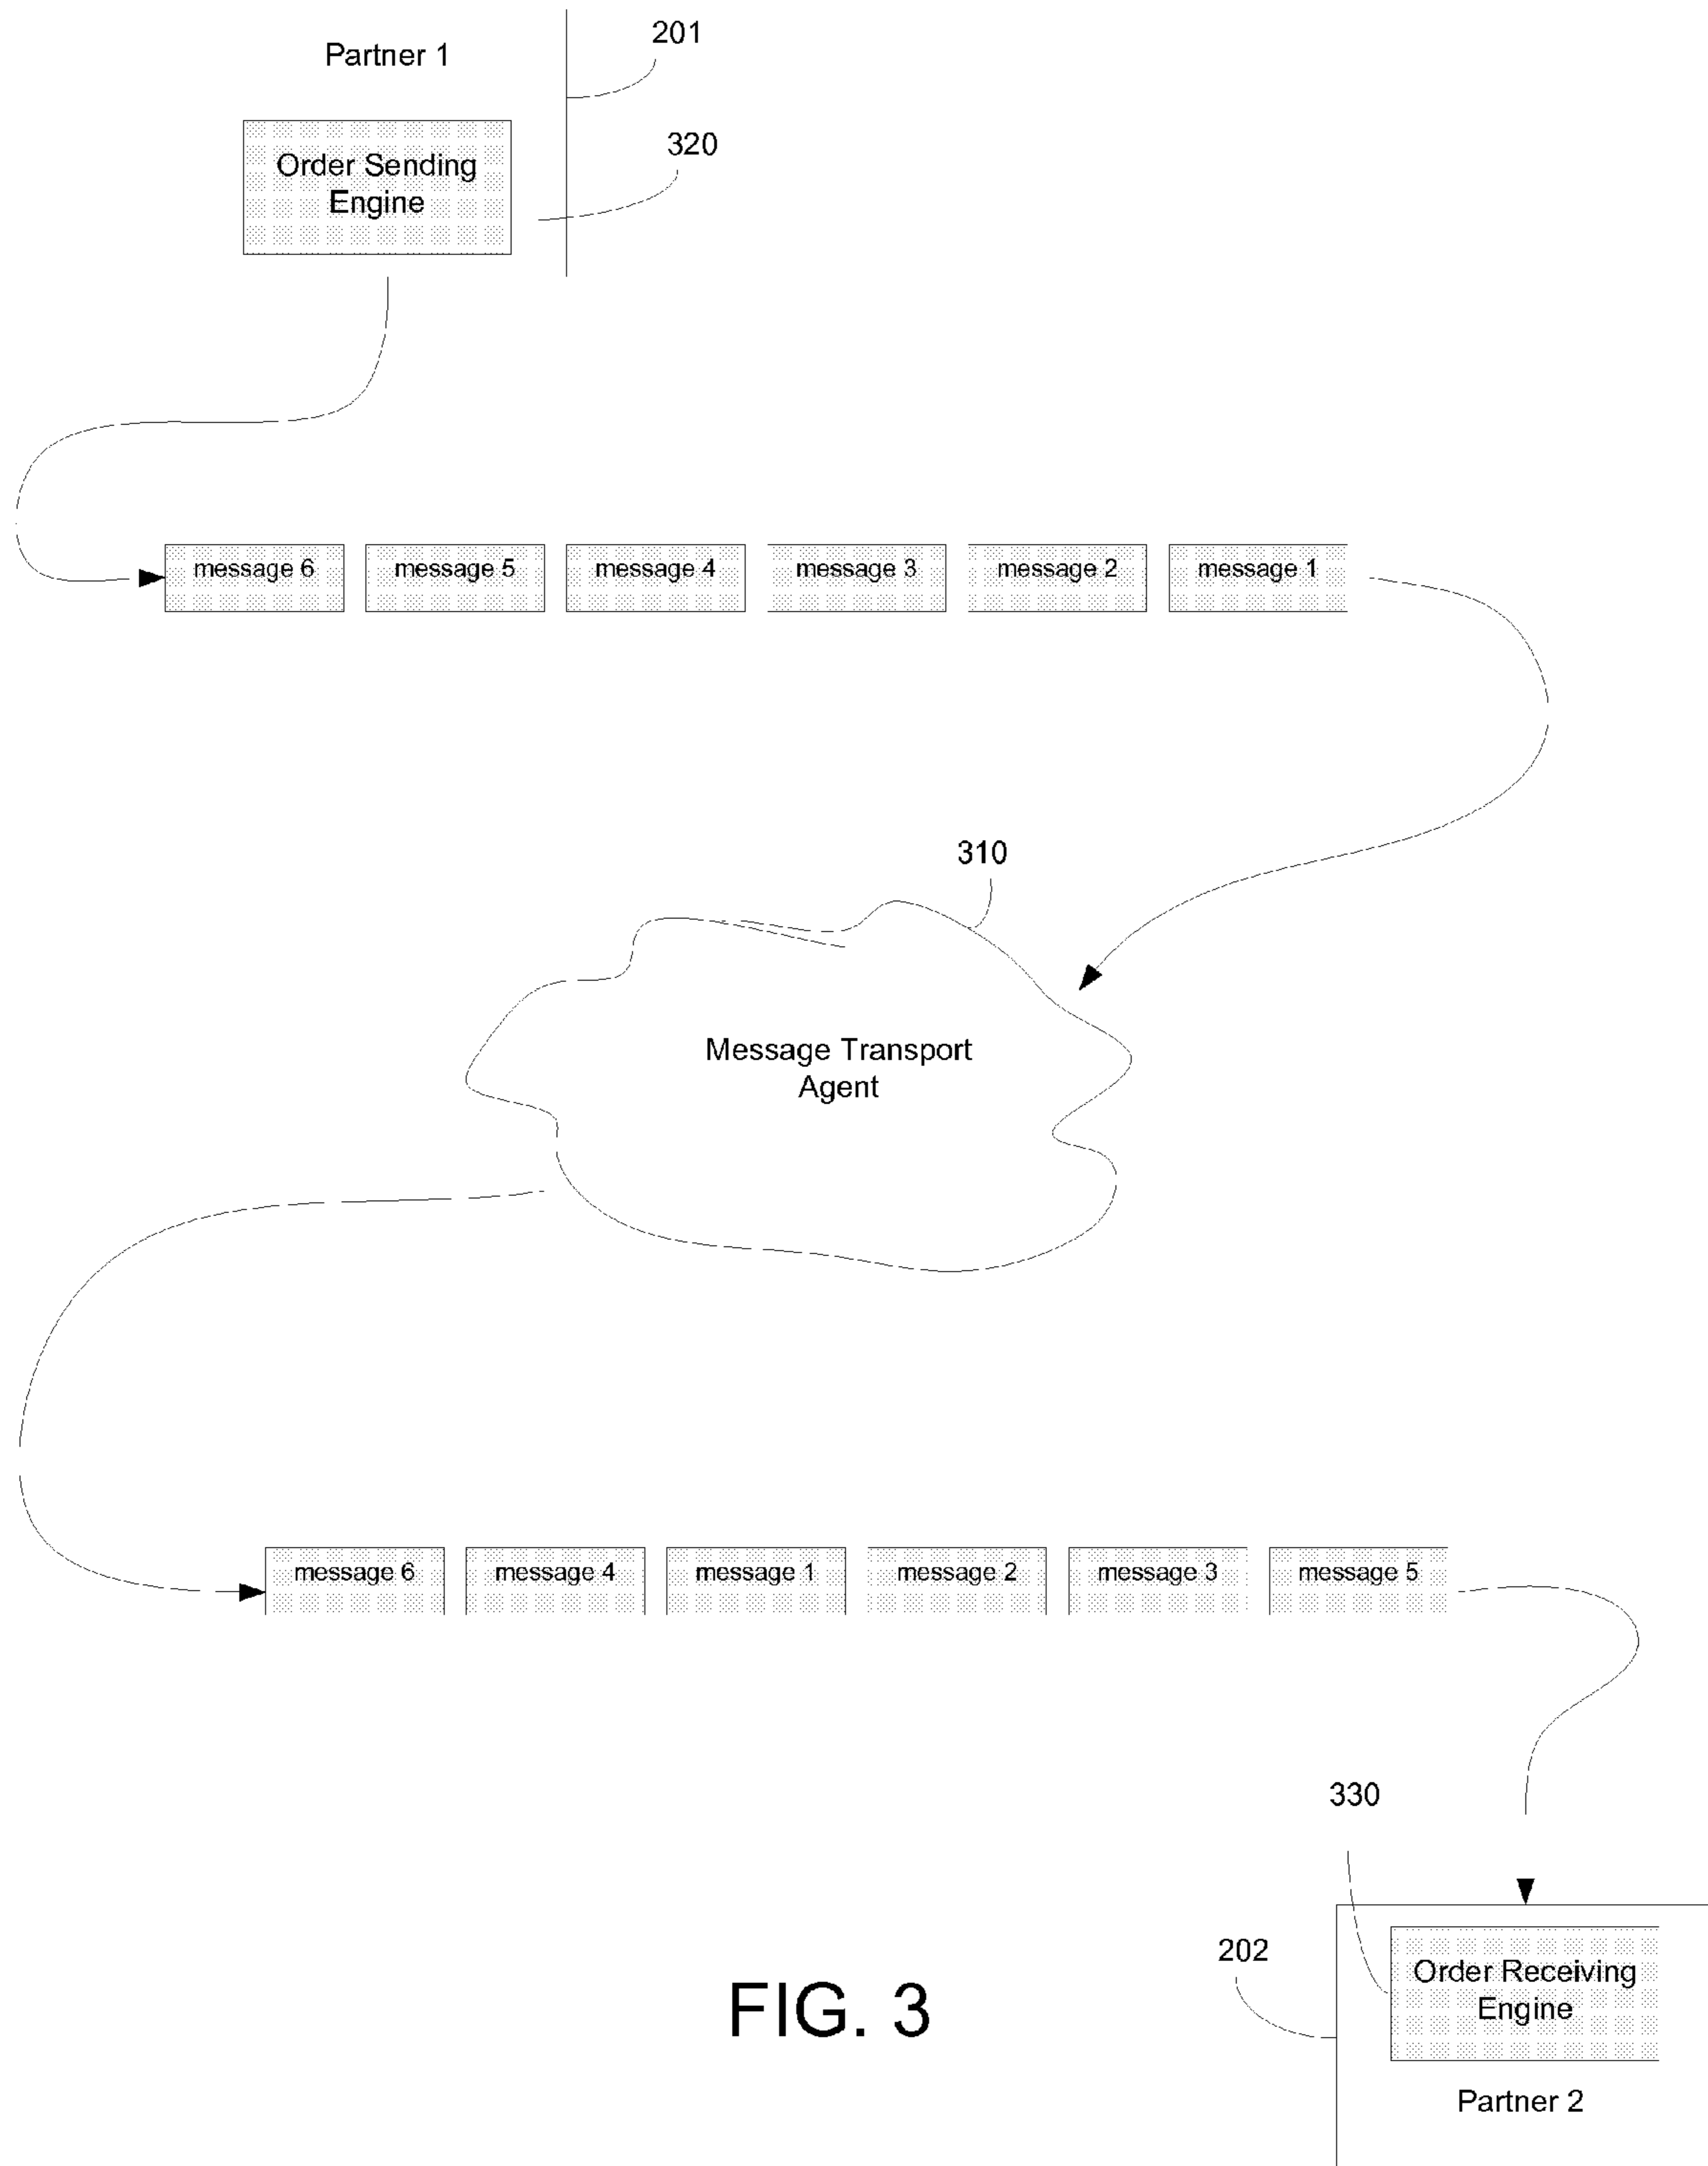 Partner 1
201
320
Order Sending
Engine
message 6
message 5
message 4
message 3
message 2
message 1
310
Message Transport
Agent
message 6
message 4
message 1
message 2
message 3
message 5
330
202
Order Receiving
Engine
Partner 2
FIG. 3